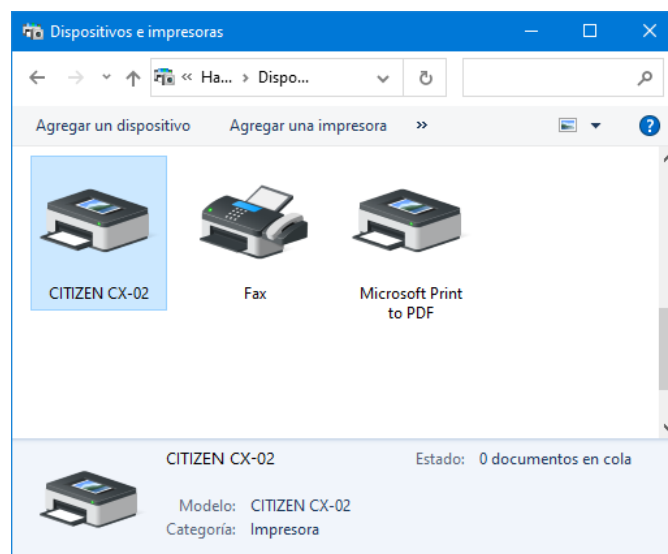 Dispositivos e impresoras
« Ha... › Dispo...
Agregar un dispositivo Agregar una impresora »
CITIZEN CX-02
Fax
Microsoft Print
to PDF
CITIZEN CX-02 Estado: 0 documentos en cola
Modelo: CITIZEN CX-02
Categoría: Impresora